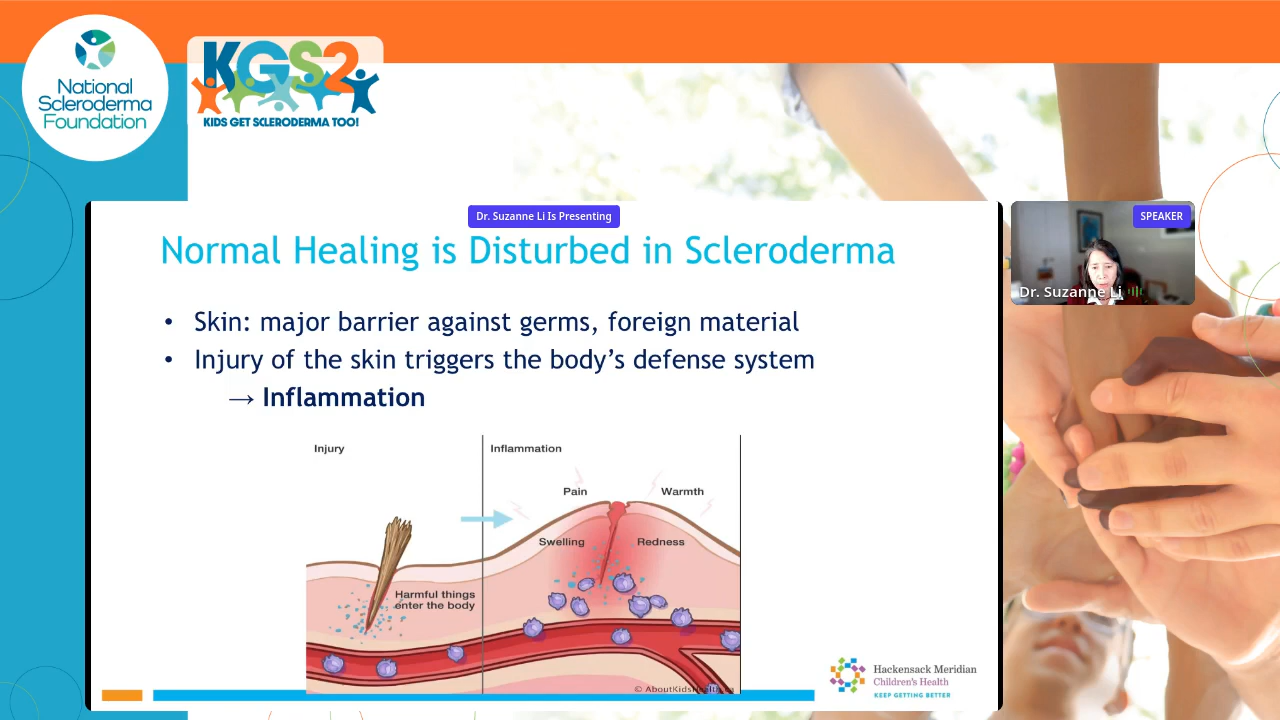 National
Scleroderma
Foundation
KGS2
KIDS GET SCLERODERMA TOO!
Dr. Suzanne Li Is Presenting
SPEAKER
Dr. Suzanne Li
Normal Healing is Disturbed in Scleroderma
• Skin: major barrier against germs, foreign material
• Injury of the skin triggers the body’s defense system
→ Inflammation
Injury
Inflammation
Pain
Warmth
Swelling
Redness
Harmful things
enter the body
© AboutKidsHealth.ca
Hackensack Meridian
Children's Health
KEEP GETTING BETTER